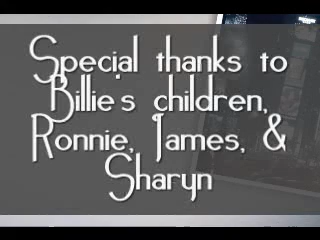 Special thanks to
Billie's children,
Ronnie, James, &
Sharyn